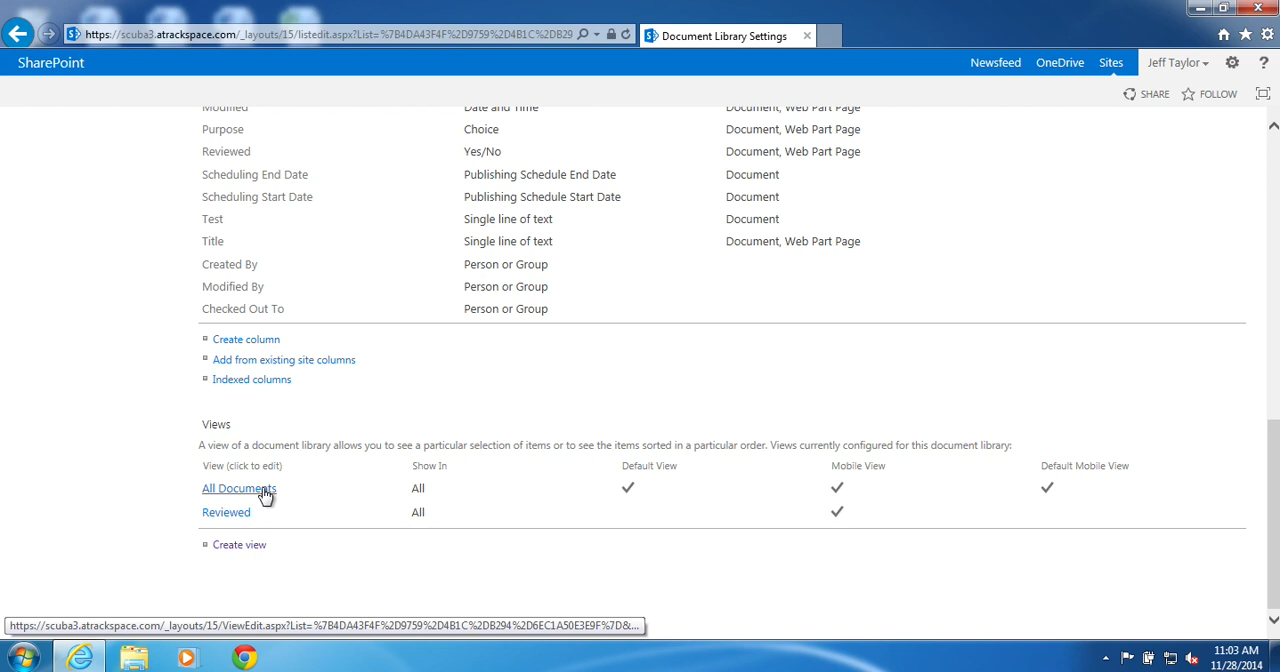 https://scuba3.atrackspace.com/_layouts/15/listedit.aspx?List=%7B4DA43F4F%2D9759%2D4B1C%2DB29
Document Library Settings
SharePoint
Newsfeed OneDrive Sites Jeff Taylor ?
SHARE FOLLOW
Modified Date and Time Document, Web Part Page
Purpose Choice Document, Web Part Page
Reviewed Yes/No Document, Web Part Page
Scheduling End Date Publishing Schedule End Date Document
Scheduling Start Date Publishing Schedule Start Date Document
Test Single line of text Document
Title Single line of text Document, Web Part Page
Created By Person or Group
Modified By Person or Group
Checked Out To Person or Group
Create column
Add from existing site columns
Indexed columns
Views
A view of a document library allows you to see a particular selection of items or to see the items sorted in a particular order. Views currently configured for this document library:
View (click to edit) Show In Default View Mobile View Default Mobile View
All Documents All
Reviewed All
Create view
https://scuba3.atrackspace.com/_layouts/15/ViewEdit.aspx?List=%7B4DA43F4F%2D9759%2D4B1C%2DB294%2D6EC1A50E3E9F%7D&...
11:03 AM
11/28/2014